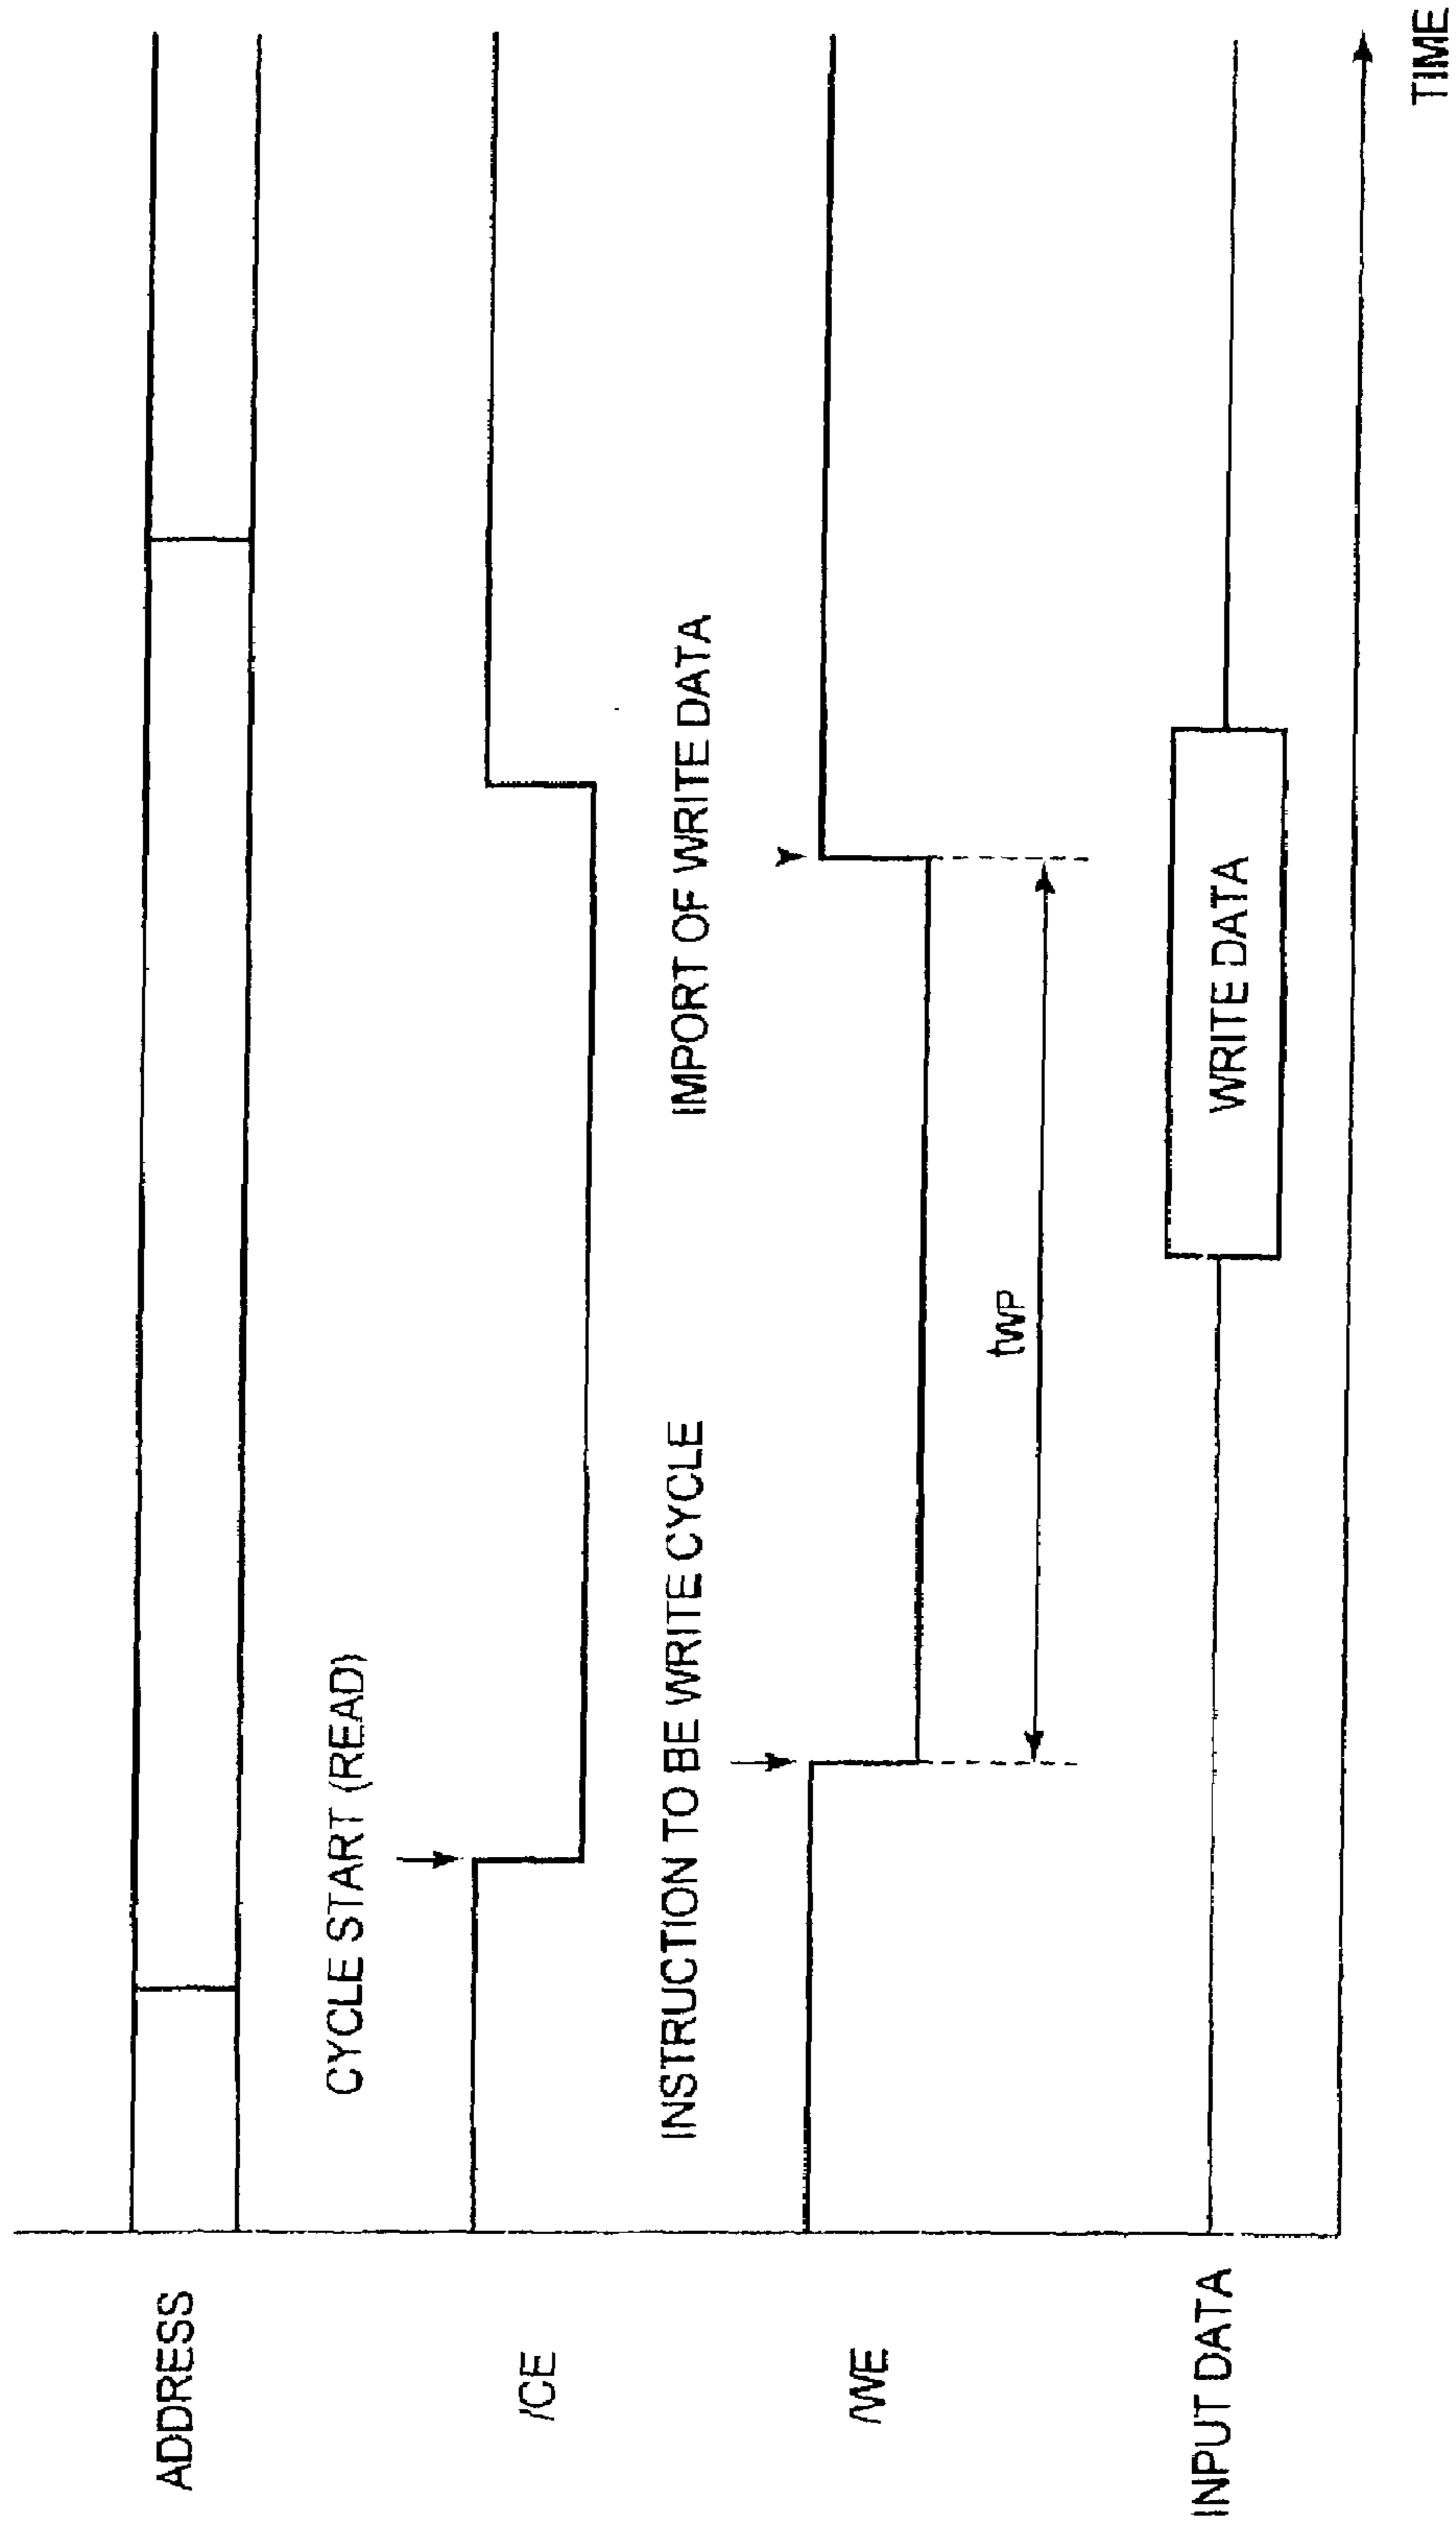 ADDRESS
CYCLE START (READ)
/CE
INSTRUCTION TO BE WRITE CYCLE
IMPORT OF WRITE DATA
/WE
tWP
INPUT DATA
WRITE DATA
TIME